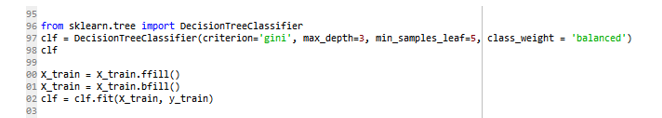 95
96 from sklearn.tree import DecisionTreeClassifier
97 clf = DecisionTreeClassifier(criterion='gini', max_depth=3, min_samples_leaf=5, class_weight = 'balanced')
98 clf
99
00 X_train = X_train.ffill()
01 X_train = X_train.bfill()
02 clf = clf.fit(X_train, y_train)
03